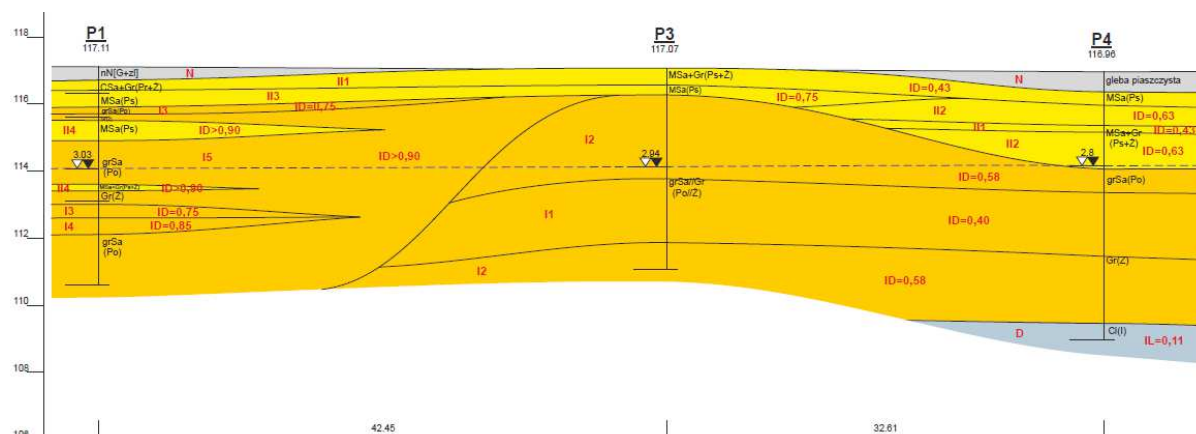 118
116
114
112
110
108
106
P1
117.11
P3
117.07
P4
116.96
nN[G+zl]
N
CSa+Gr(Pr+Ż)
II1
MSa(Ps)
II3
grSa(Po)
I3
ID=0,75
II4
MSa(Ps)
ID>0,90
I5
ID>0,90
3.03
grSa
(Po)
II4
MSa+Gr(Ps+Ż)
ID>0,90
Gr(Ż)
I3
ID=0,75
I4
ID=0,85
grSa
(Po)
MSa+Gr(Ps+Ż)
MSa(Ps)
I2
2.94
grSa//Gr
(Po//Ż)
I1
I2
ID=0,75
ID=0,43
II2
II1
II2
N
gleba piaszczysta
MSa(Ps)
ID=0,63
MSa+Gr
(Ps+Ż)
ID=0,43
ID=0,63
2.8
ID=0,58
grSa(Po)
ID=0,40
Gr(Ż)
ID=0,58
D
Cl(I)
IL=0,11
42.45
32.61